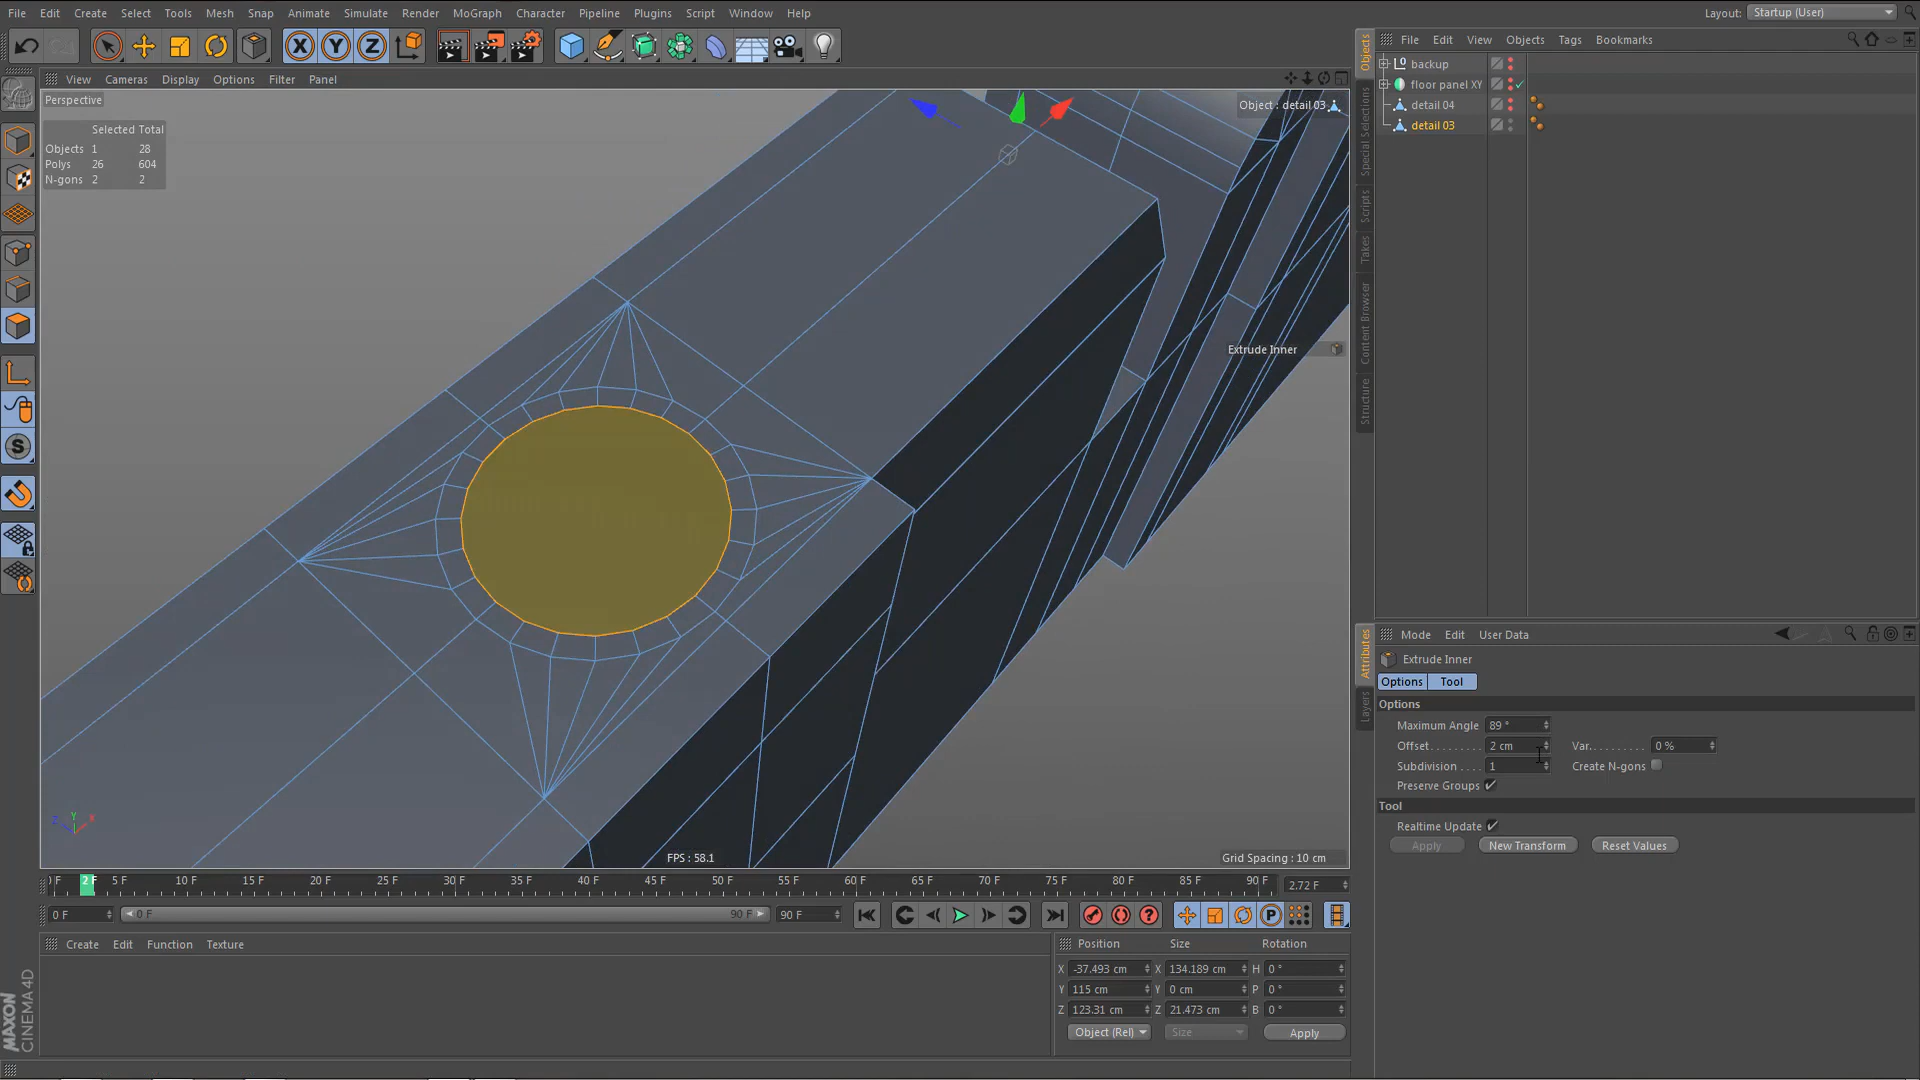 File Edit Create Select Tools Mesh Snap Animate Simulate Render MoGraph Character Pipeline Plugins Script Window Help
Layout: Startup (User)
View Cameras Display Options Filter Panel
Perspective
Object : detail 03
Selected Total
Objects 1 28
Polys 26 604
N-gons 2 2
Extrude Inner
FPS : 58.1
Grid Spacing : 10 cm
File Edit View Objects Tags Bookmarks
backup
floor panel XY
detail 04
detail 03
Objects
Special Selections
Scripts
Takes
Content Browser
Structure
Attributes
Layers
Mode Edit User Data
Extrude Inner
Options Tool
Options
Maximum Angle 89 °
Offset........ 2 cm Var.......... 0 %
Subdivision .... 1 Create N-gons
Preserve Groups
Tool
Realtime Update
Apply New Transform Reset Values
F 2 F 5 F 10 F 15 F 20 F 25 F 30 F 35 F 40 F 45 F 50 F 55 F 60 F 65 F 70 F 75 F 80 F 85 F 90 F 2.72 F
0 F 0 F 90 F 90 F
Create Edit Function Texture
Position Size Rotation
X -37.493 cm X 134.189 cm H 0 °
Y 115 cm Y 0 cm P 0 °
Z 123.31 cm Z 21.473 cm B 0 °
Object (Rel) Size Apply
MAXON
CINEMA 4D
X Y Z
S
P
Z Y X